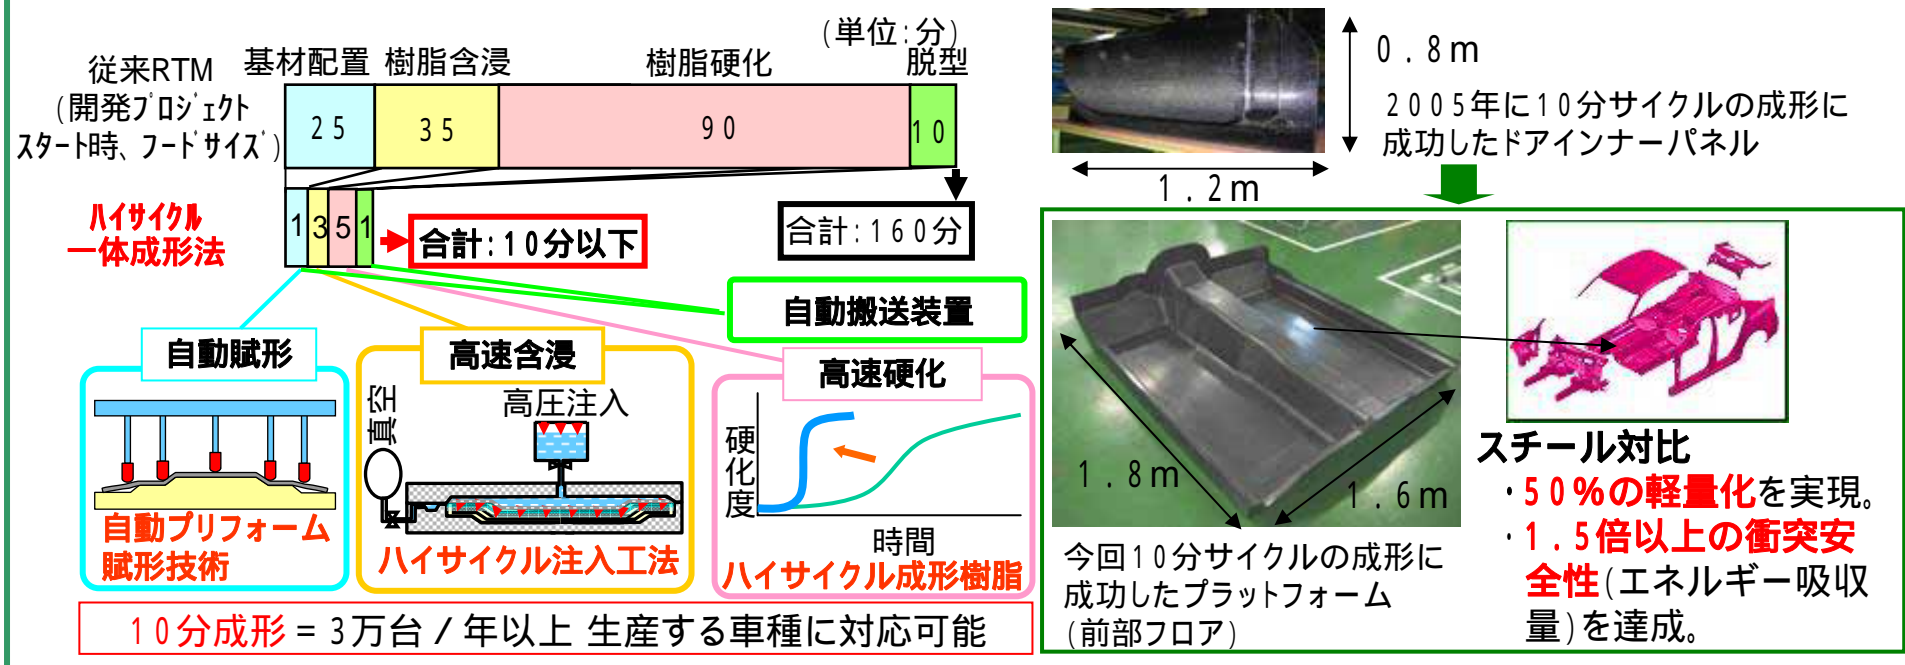 (単位:分)
基材配置 樹脂含浸 樹脂硬化 脱型
従来RTM
(開発プロジェクト
スタート時、フードサイズ)
25 35 90 10
ハイサイクル
一体成形法
1 3 5 1
合計:10分以下
合計:160分
自動搬送装置
自動賦形
高速含浸
高速硬化
真空
高圧注入
硬化度
時間
自動プリフォーム
賦形技術
ハイサイクル注入工法
ハイサイクル成形樹脂
10分成形=3万台/年以上 生産する車種に対応可能
0.8m
1.2m
2005年に10分サイクルの成形に
成功したドアインナーパネル
1.8m
1.6m
今回10分サイクルの成形に
成功したプラットフォーム
(前部フロア)
スチール対比
・50%の軽量化を実現。
・1.5倍以上の衝突安
全性(エネルギー吸収
量)を達成。